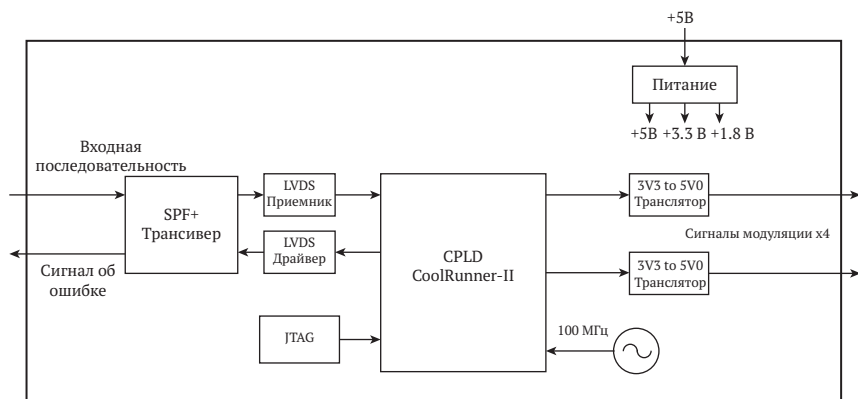 +5В
Питание
+5В +3.3 В +1.8 В
Входная
последовательность
SPF+
Трансивер
LVDS
Приемник
LVDS
Драйвер
CPLD
CoolRunner-II
3V3 to 5V0
Транслятор
Сигналы модуляции x4
3V3 to 5V0
Транслятор
Сигнал об
ошибке
JTAG
100 МГц